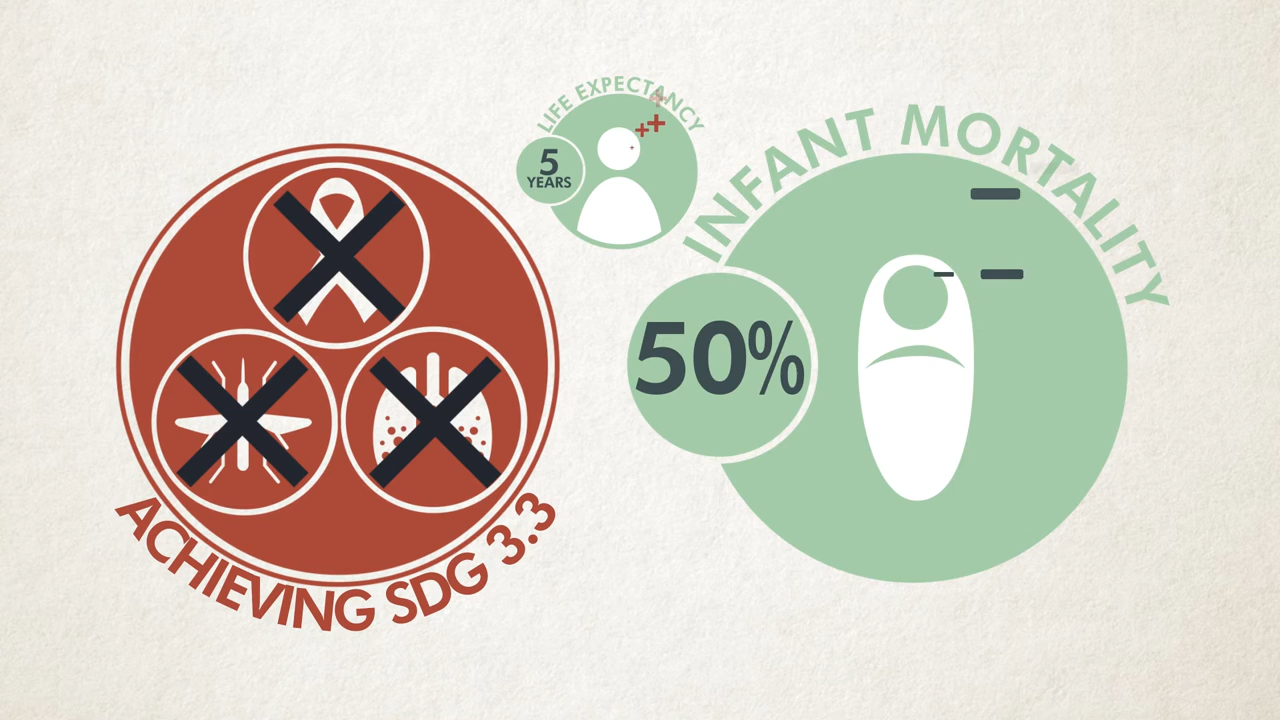 LIFE EXPECTANCY
5
YEARS
INFANT MORTALITY
50%
ACHIEVING SDG 3.3